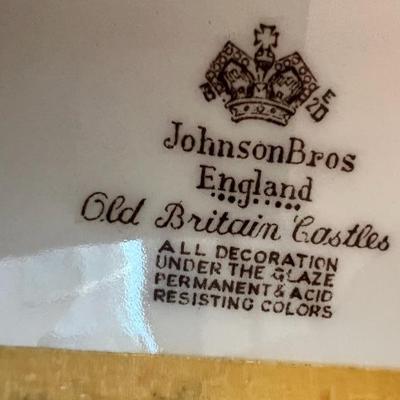 JohnsonBros
England
Old Britain Castles
ALL DECORATION
UNDER THE GLAZE
PERMANENT & ACID
RESISTING COLORS